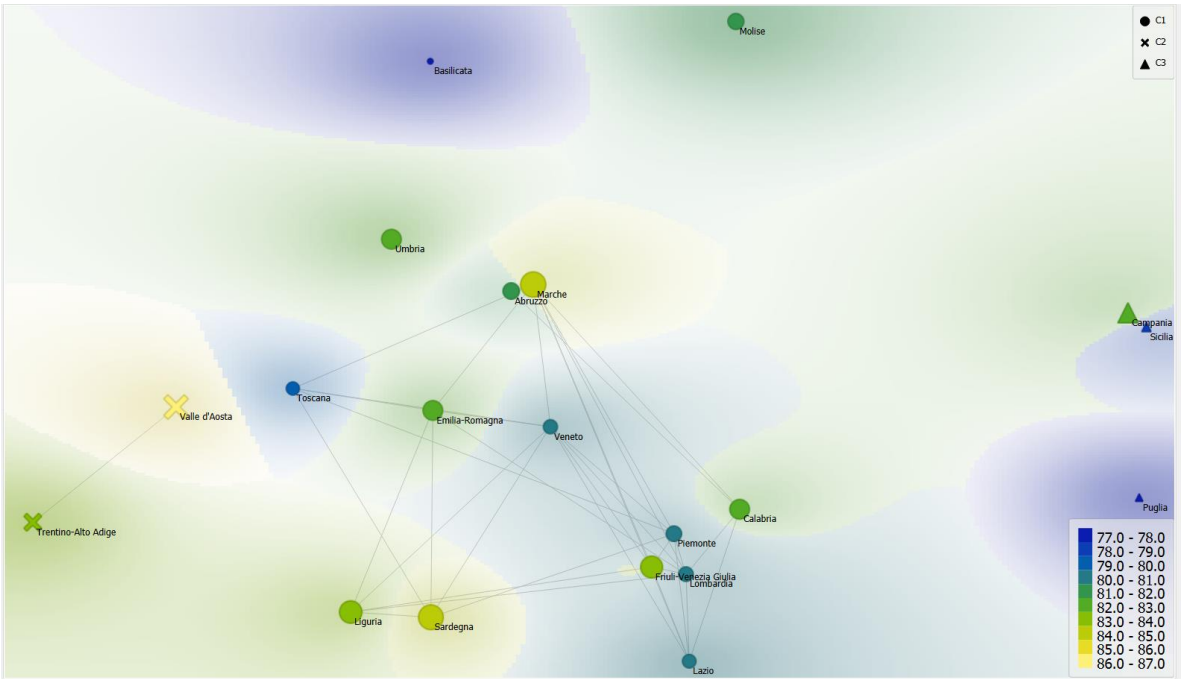 Molise
C1
C2
C3
Basilicata
Umbria
Marche
Abruzzo
Campania
Sicilia
Toscana
Valle d'Aosta
Emilia-Romagna
Veneto
Puglia
Calabria
Trentino-Alto Adige
Piemonte
Friuli-Venezia Giulia
Lombardia
Liguria
Sardegna
Lazio
77.0 - 78.0
78.0 - 79.0
79.0 - 80.0
80.0 - 81.0
81.0 - 82.0
82.0 - 83.0
83.0 - 84.0
84.0 - 85.0
85.0 - 86.0
86.0 - 87.0